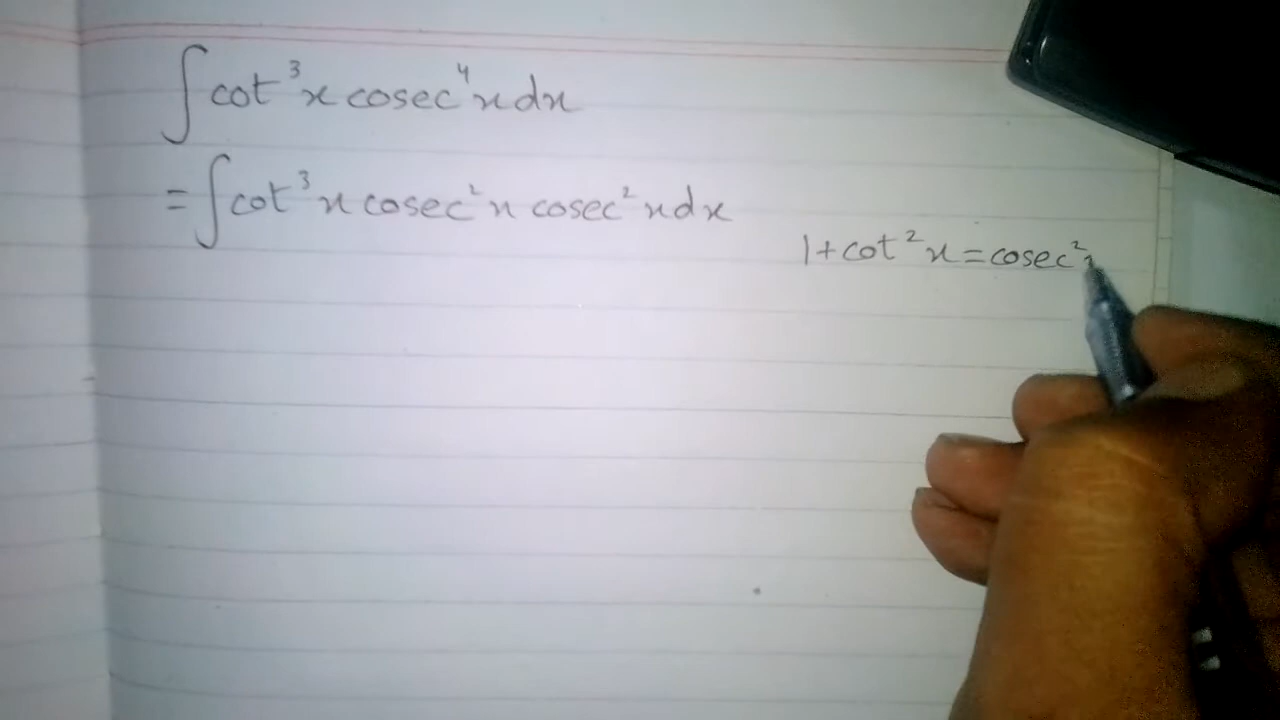 ∫ cot³x cosec⁴x dx
= ∫ cot³x cosec²x cosec²x dx
1 + cot²x = cosec²